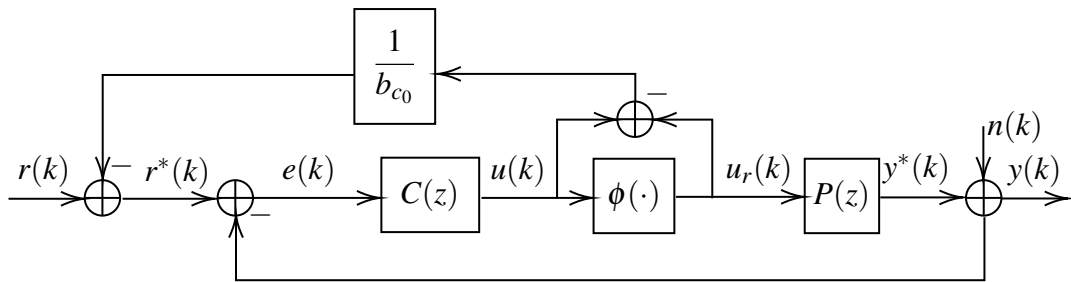 1
b_{c_0}
−
n(k)
r(k) − r*(k) e(k) C(z) u(k) ϕ(·) u_r(k) P(z) y*(k) y(k)
−